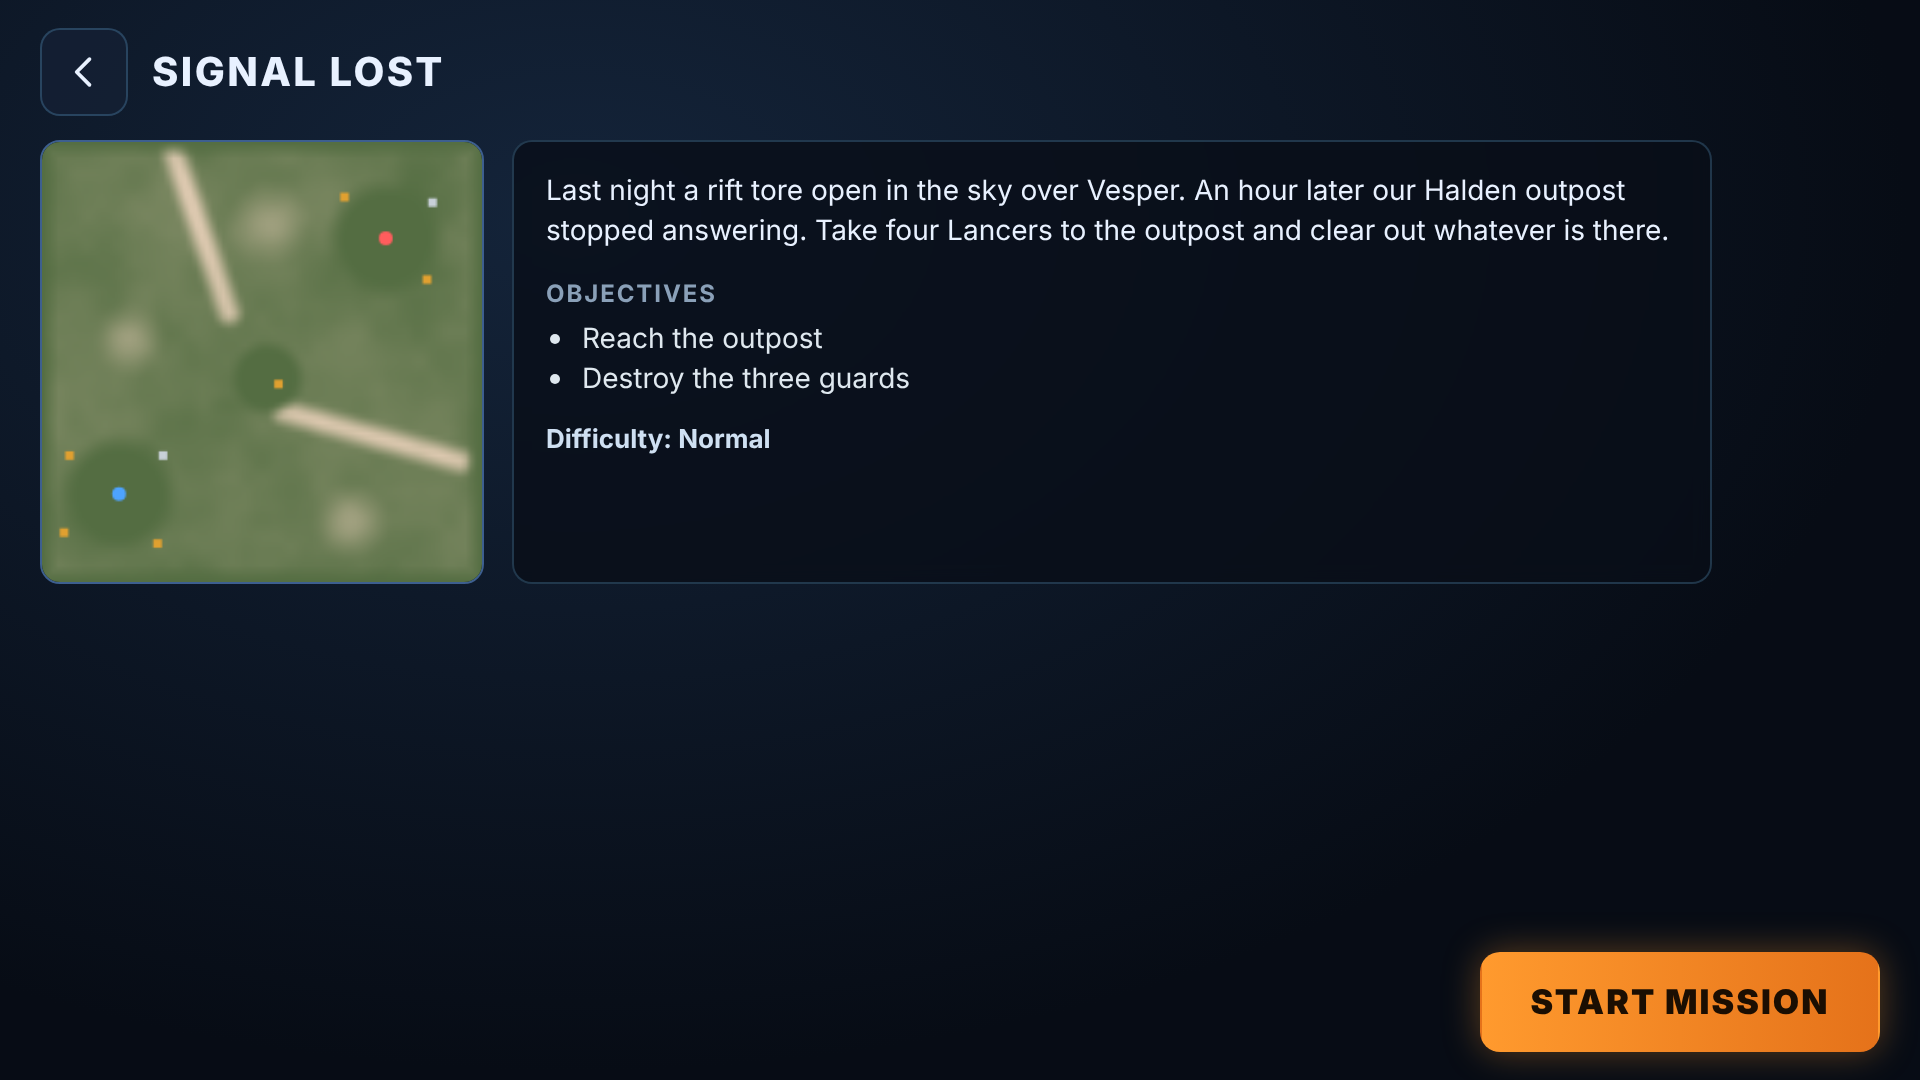 SIGNAL LOST
Last night a rift tore open in the sky over Vesper. An hour later our Halden outpost
stopped answering. Take four Lancers to the outpost and clear out whatever is there.
OBJECTIVES
• Reach the outpost
• Destroy the three guards
Difficulty: Normal
START MISSION